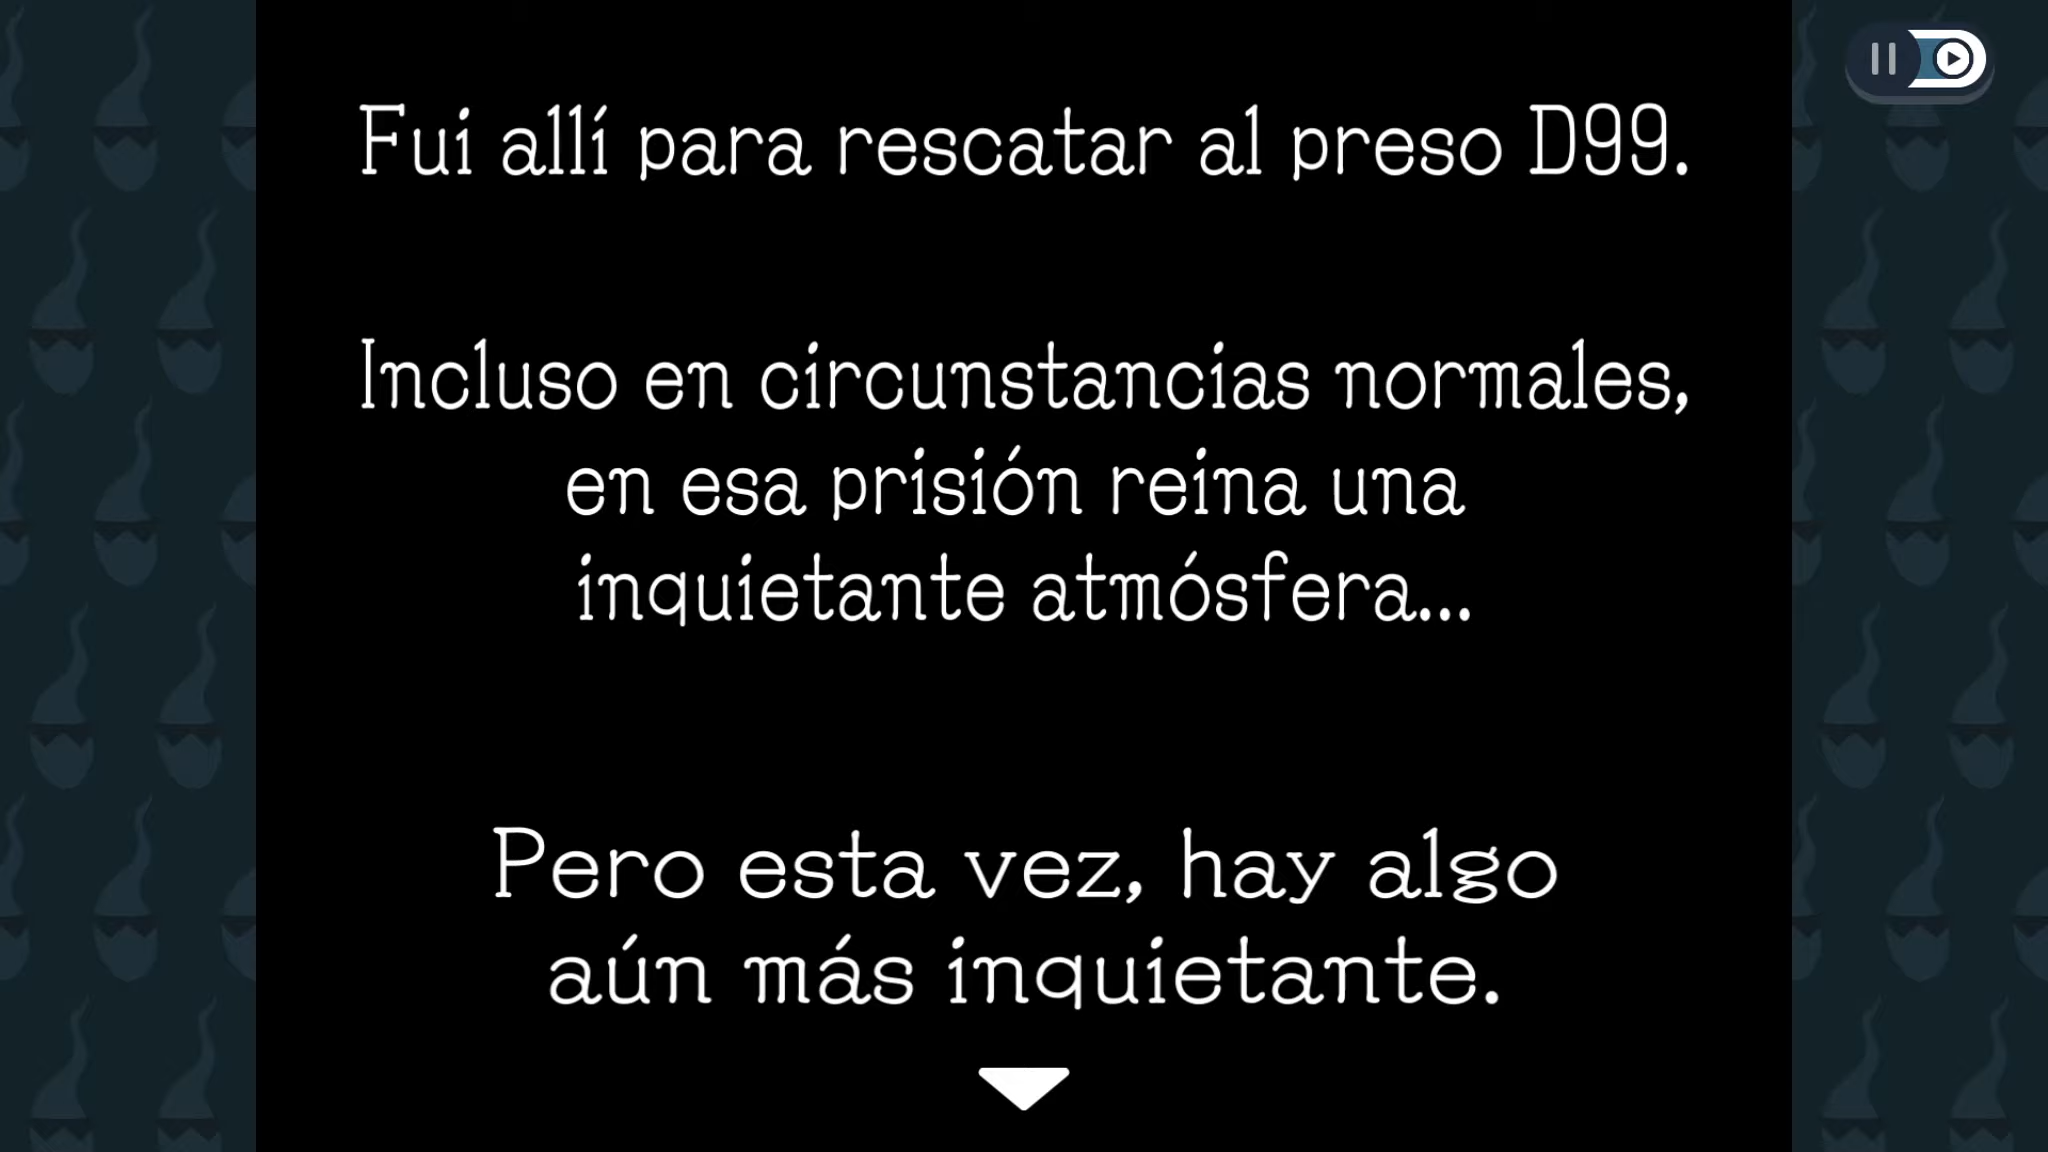 Fui allí para rescatar al preso D99.
Incluso en circunstancias normales,
en esa prisión reina una
inquietante atmósfera...
Pero esta vez, hay algo
aún más inquietante.